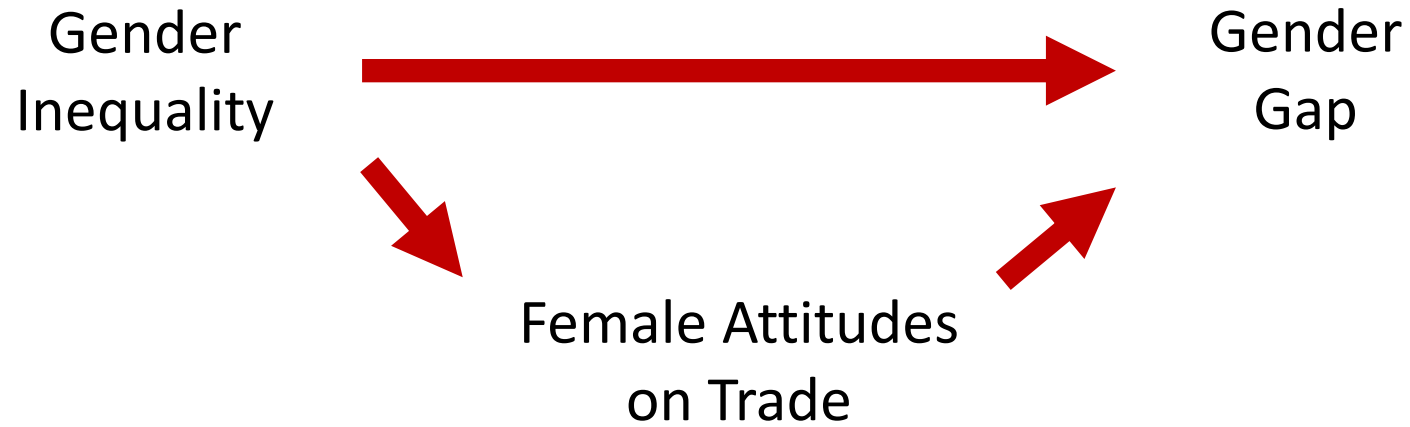 Gender
Inequality
Gender
Gap
Female Attitudes
on Trade